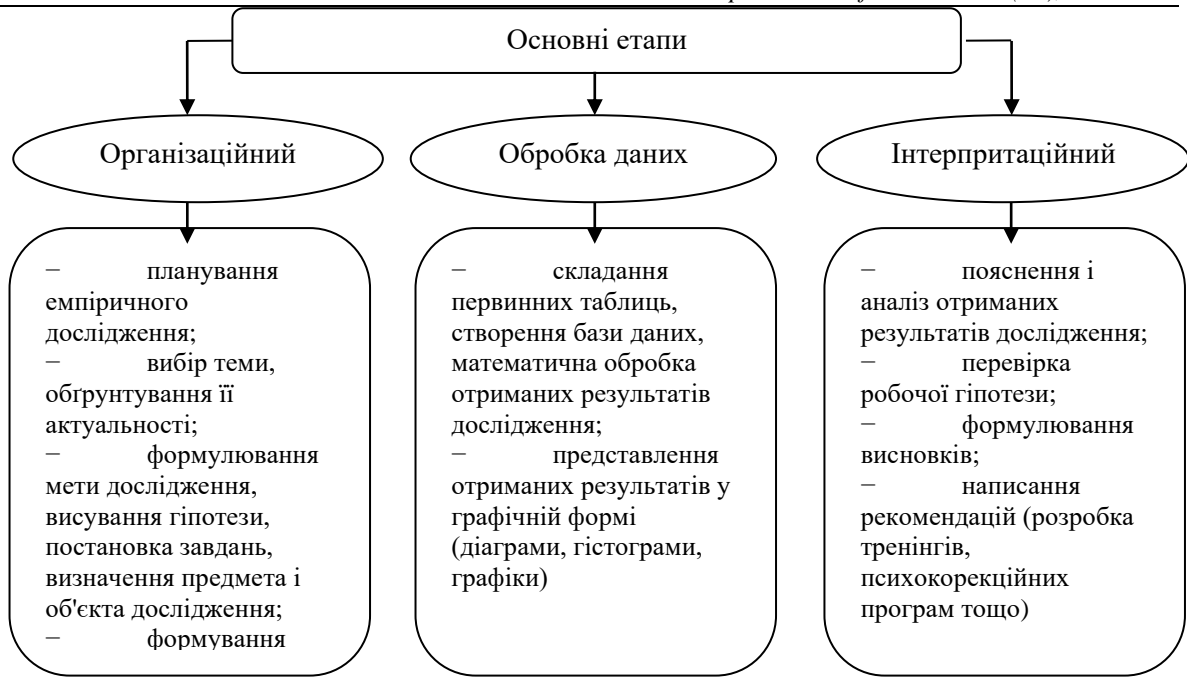 Основні етапи
Організаційний
Обробка даних
Інтерпритаційний
− планування
емпіричного
дослідження;
− вибір теми,
обґрунтування її
актуальності;
− формулювання
мети дослідження,
висування гіпотези,
постановка завдань,
визначення предмета і
об'єкта дослідження;
− формування
− складання
первинних таблиць,
створення бази даних,
математична обробка
отриманих результатів
дослідження;
− представлення
отриманих результатів у
графічній формі
(діаграми, гістограми,
графіки)
− пояснення і
аналіз отриманих
результатів дослідження;
− перевірка
робочої гіпотези;
− формулювання
висновків;
− написання
рекомендацій (розробка
тренінгів,
психокорекційних
програм тощо)